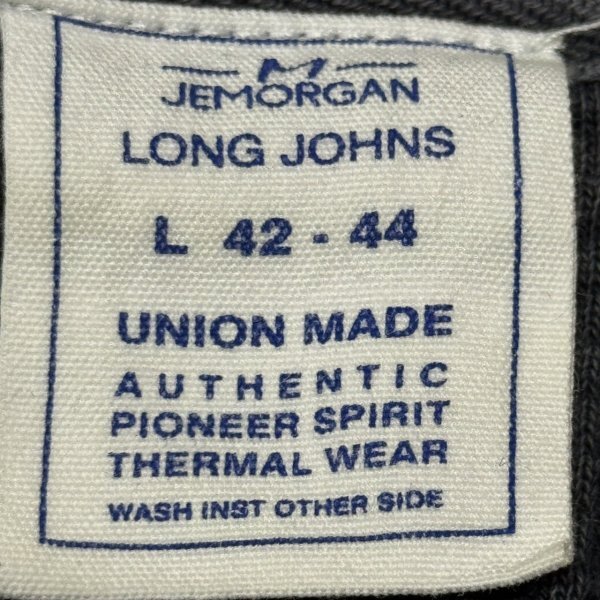 JEMORGAN
LONG JOHNS
L 42 - 44
UNION MADE
AUTHENTIC
PIONEER SPIRIT
THERMAL WEAR
WASH INST OTHER SIDE